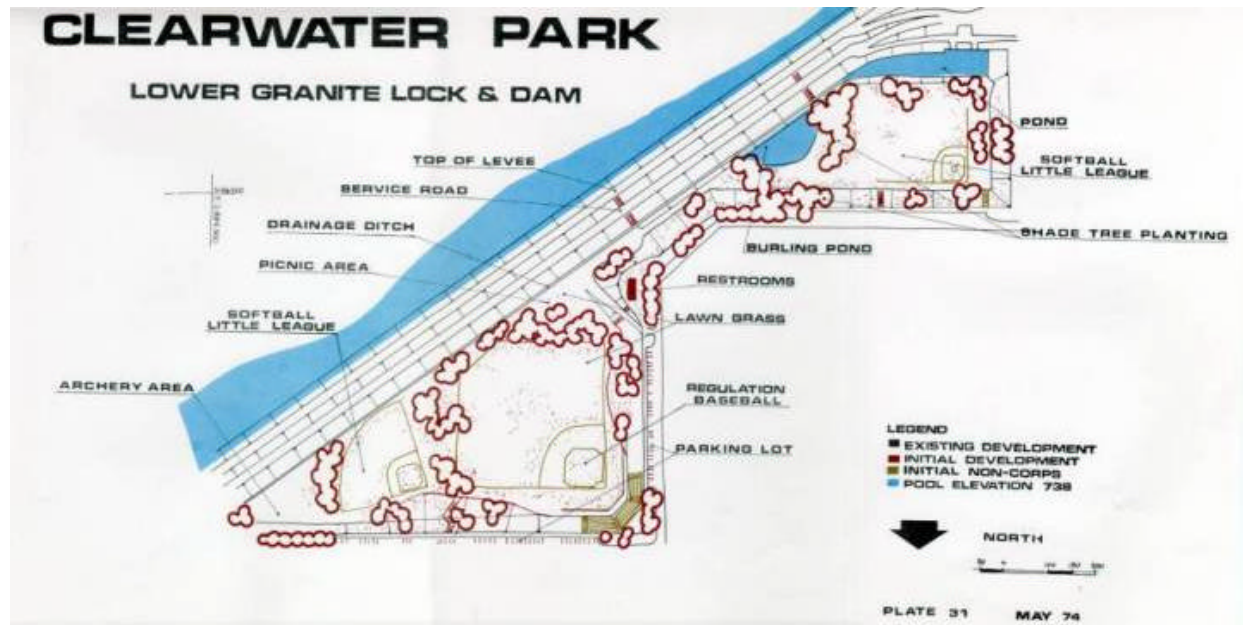 CLEARWATER PARK
LOWER GRANITE LOCK & DAM
TOP OF LEVEE
SERVICE ROAD
DRAINAGE DITCH
PICNIC AREA
SOFTBALL
LITTLE LEAGUE
ARCHERY AREA
POND
SOFTBALL
LITTLE LEAGUE
SHADE TREE PLANTING
BURLING POND
RESTROOMS
LAWN GRASS
REGULATION
BASEBALL
PARKING LOT
LEGEND
EXISTING DEVELOPMENT
INITIAL DEVELOPMENT
INITIAL NON-CORPS
POOL ELEVATION 738
NORTH
PLATE 31 MAY 74